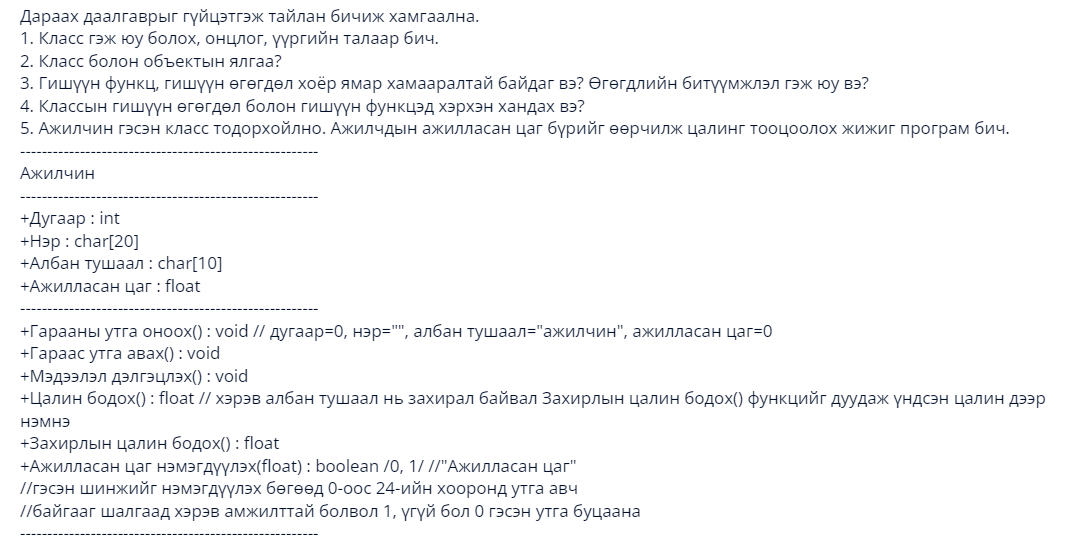 Дараах даалгаврыг гүйцэтгэж тайлан бичиж хамгаална.
1. Класс гэж юу болох, онцлог, үүргийн талаар бич.
2. Класс болон объектын ялгаа?
3. Гишүүн функц, гишүүн өгөгдөл хоёр ямар хамааралтай байдаг вэ? Өгөгдлийн битүүмжлэл гэж юу вэ?
4. Классын гишүүн өгөгдөл болон гишүүн функцэд хэрхэн хандах вэ?
5. Ажилчин гэсэн класс тодорхойлно. Ажилчдын ажилласан цаг бүрийг өөрчилж цалинг тооцоолох жижиг програм бич.
-------------------------------------------------------
Ажилчин
-------------------------------------------------------
+Дугаар : int
+Нэр : char[20]
+Албан тушаал : char[10]
+Ажилласан цаг : float
-------------------------------------------------------
+Гарааны утга оноох() : void // дугаар=0, нэр="", албан тушаал="ажилчин", ажилласан цаг=0
+Гараас утга авах() : void
+Мэдээлэл дэлгэцлэх() : void
+Цалин бодох() : float // хэрэв албан тушаал нь захирал байвал Захирлын цалин бодох() функцийг дуудаж үндсэн цалин дээр
нэмнэ
+Захирлын цалин бодох() : float
+Ажилласан цаг нэмэгдүүлэх(float) : boolean /0, 1/ //"Ажилласан цаг"
//гэсэн шинжийг нэмэгдүүлэх бөгөөд 0-оос 24-ийн хооронд утга авч
//байгааг шалгаад хэрэв амжилттай болвол 1, үгүй бол 0 гэсэн утга буцаана
-------------------------------------------------------